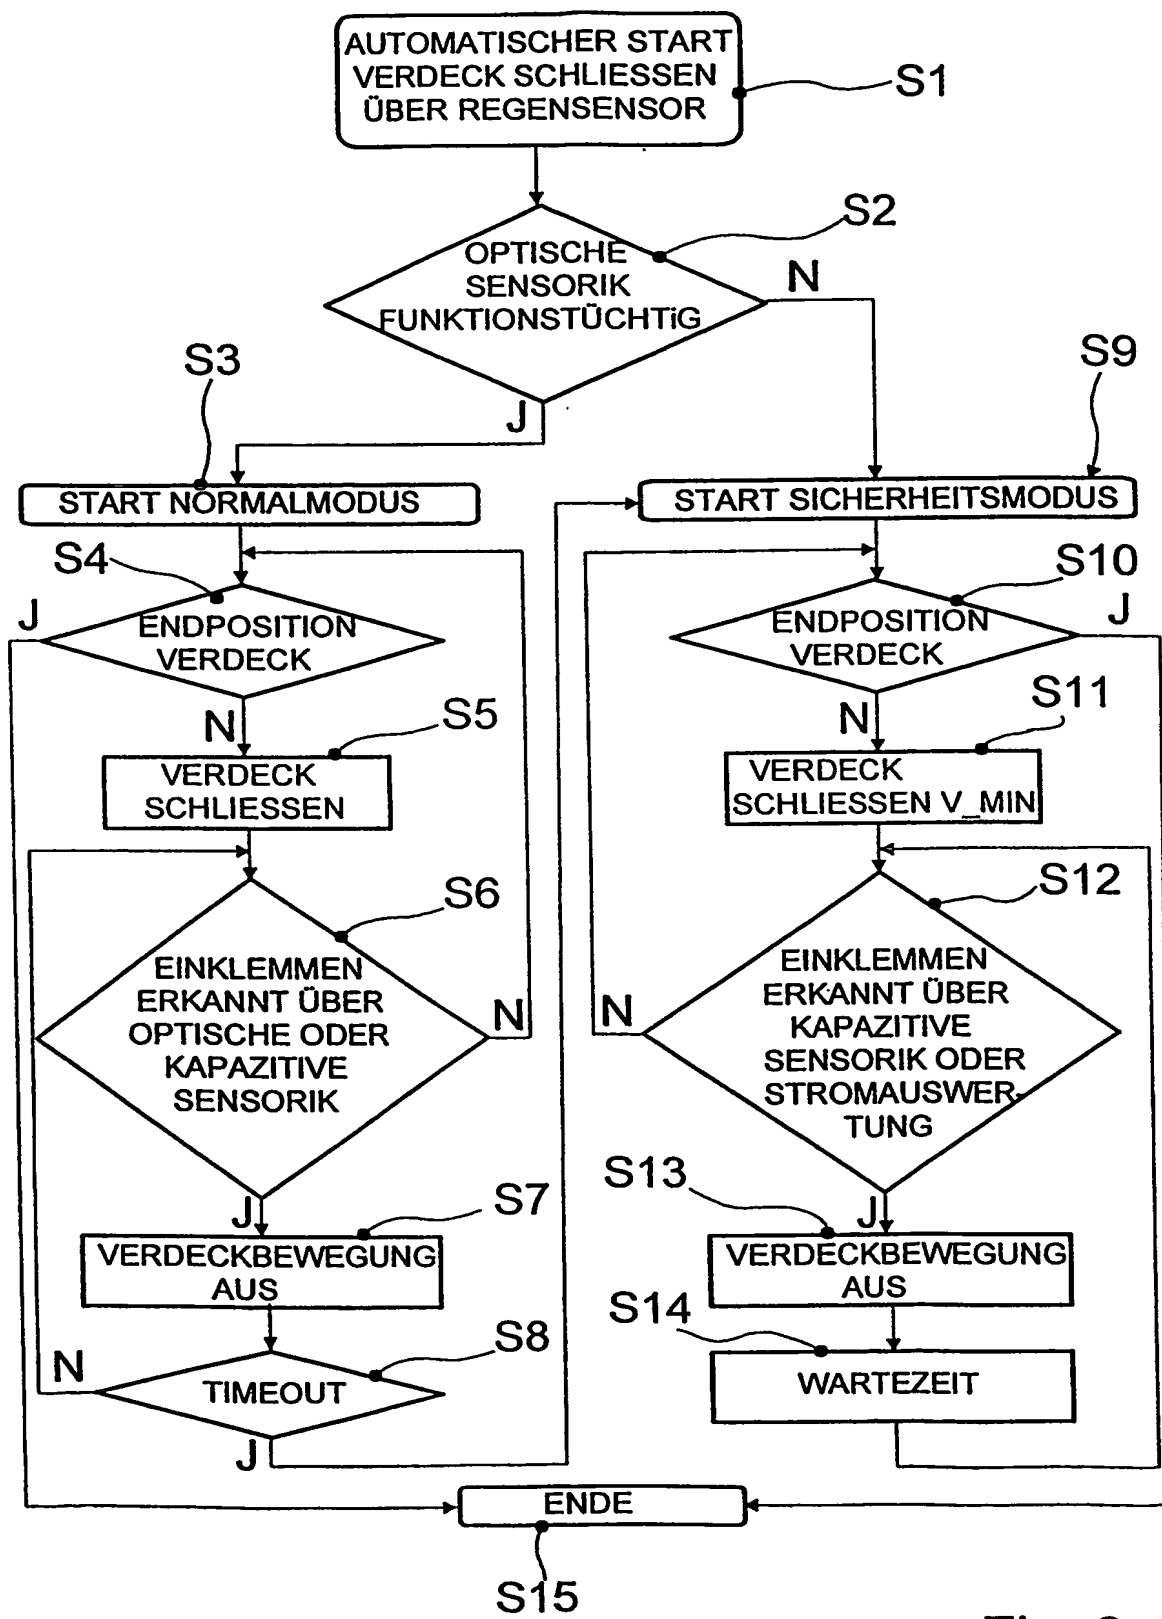 AUTOMATISCHER START
VERDECK SCHLIESSEN
ÜBER REGENSENSOR
S1
S2
OPTISCHE
SENSORIK
FUNKTIONSTÜCHTiG
N
J
S3
START NORMALMODUS
S9
START SICHERHEITSMODUS
S4
J
ENDPOSITION
VERDECK
N
S5
VERDECK
SCHLIESSEN
S6
EINKLEMMEN
ERKANNT ÜBER
OPTISCHE ODER
KAPAZITIVE
SENSORIK
N
J
S7
VERDECKBEWEGUNG
AUS
S8
N
TIMEOUT
J
S10
J
ENDPOSITION
VERDECK
N
S11
VERDECK
SCHLIESSEN V_MIN
S12
EINKLEMMEN
ERKANNT ÜBER
KAPAZITIVE
SENSORIK ODER
STROMAUSWER-
TUNG
N
J
S13
VERDECKBEWEGUNG
AUS
S14
WARTEZEIT
ENDE
S15